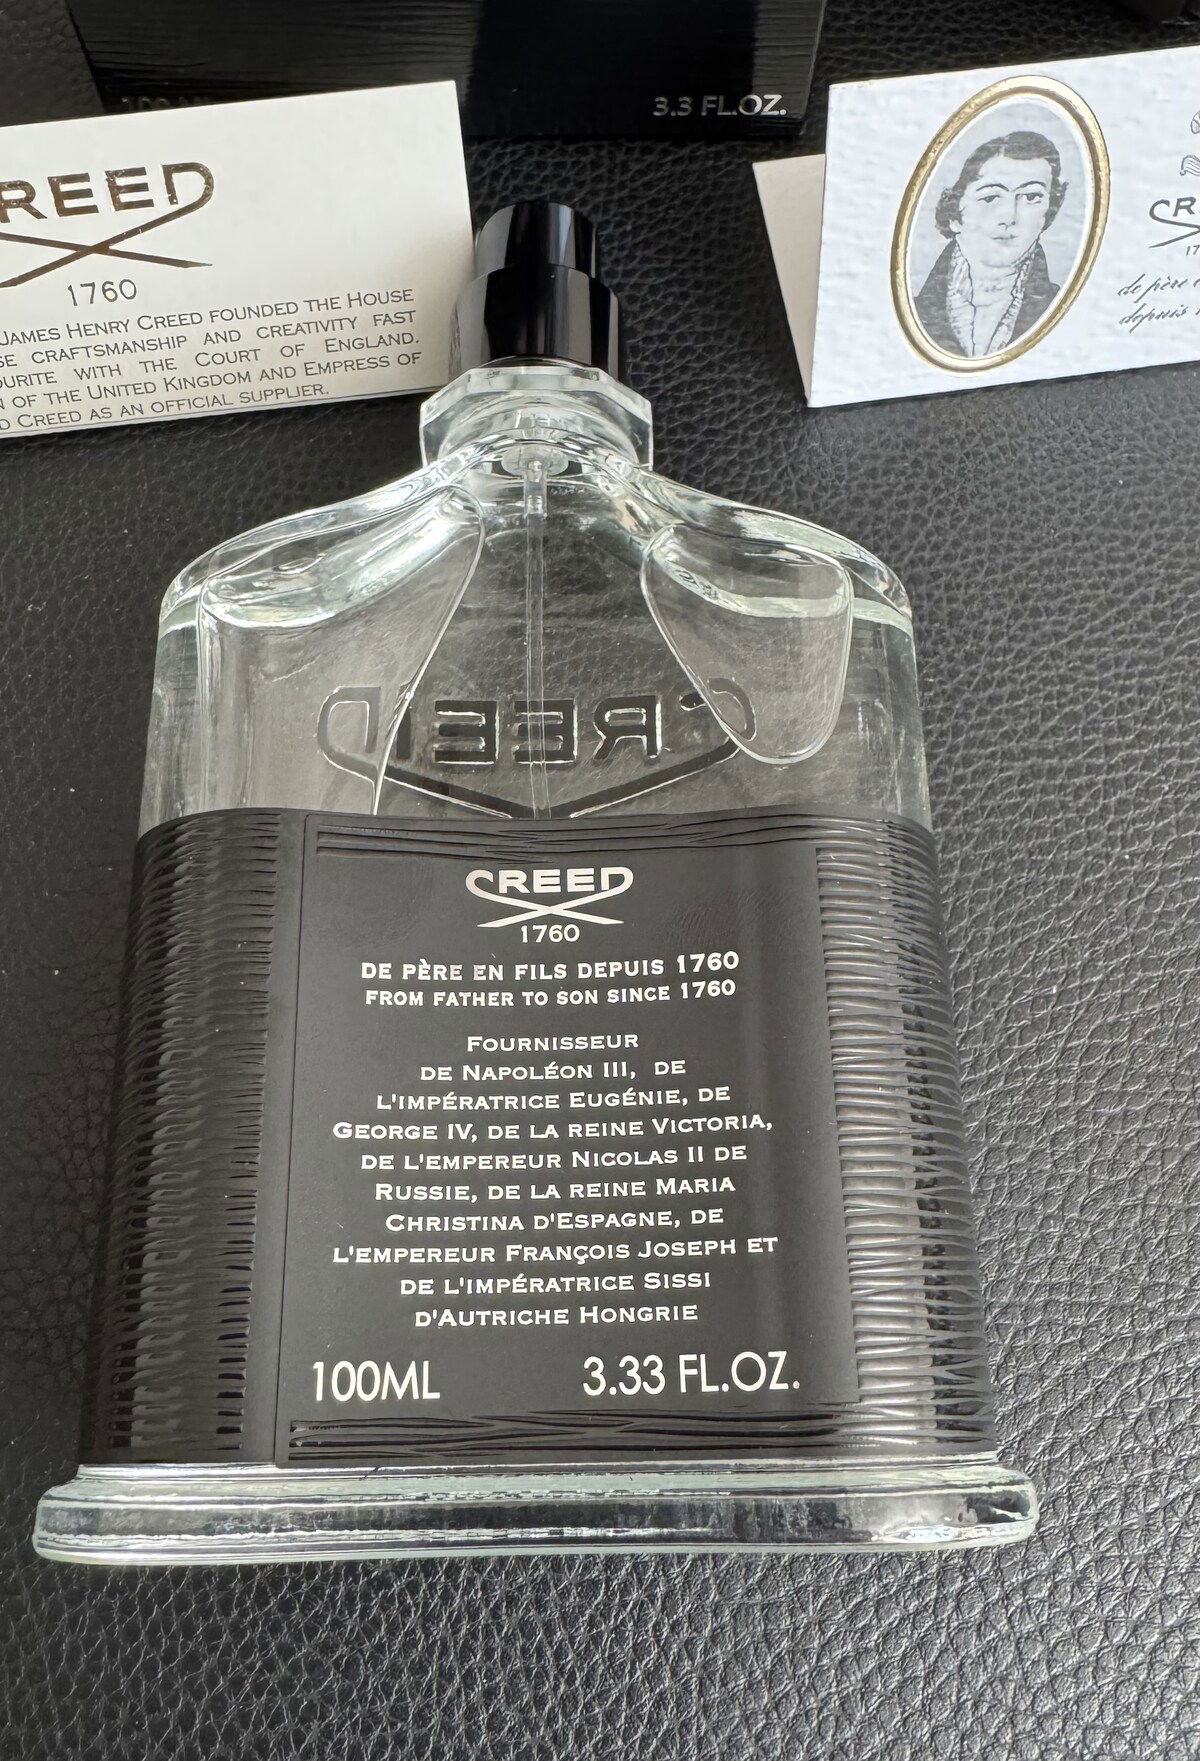 3.3 FL.OZ.
1760
JAMES HENRY CREED FOUNDED THE HOUSE
CRAFTSMANSHIP AND CREATIVITY FAST
WITH THE COURT OF ENGLAND.
OF THE UNITED KINGDOM AND EMPRESS OF
CREED AS AN OFFICIAL SUPPLIER.
de père
depuis
CREED
CREED
1760
DE PÈRE EN FILS DEPUIS 1760
FROM FATHER TO SON SINCE 1760
FOURNISSEUR
DE NAPOLÉON III, DE
L'IMPÉRATRICE EUGÉNIE, DE
GEORGE IV, DE LA REINE VICTORIA,
DE L'EMPEREUR NICOLAS II DE
RUSSIE, DE LA REINE MARIA
CHRISTINA D'ESPAGNE, DE
L'EMPEREUR FRANÇOIS JOSEPH ET
DE L'IMPÉRATRICE SISSI
D'AUTRICHE HONGRIE
100ML 3.33 FL.OZ.